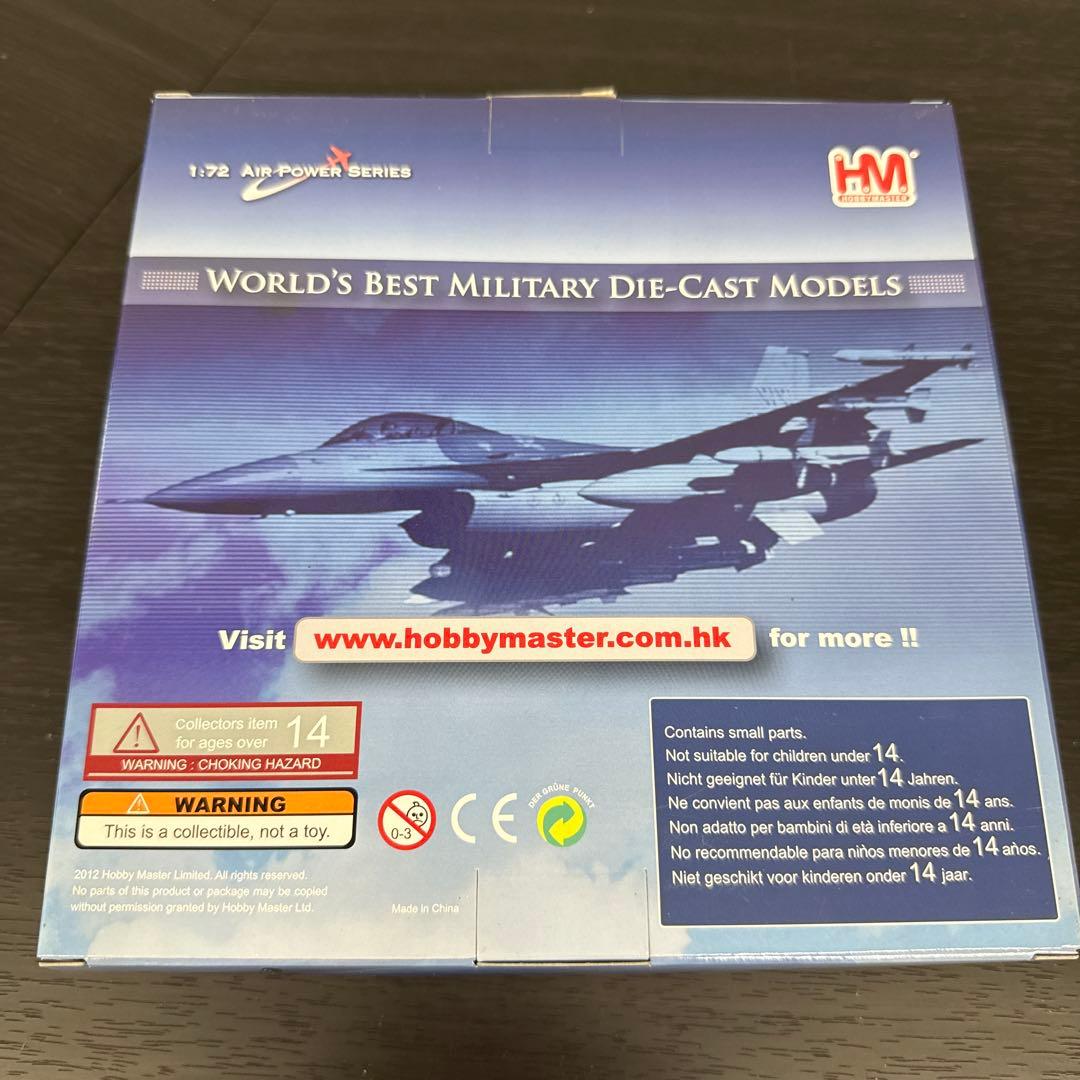 1:72 AIR POWER SERIES
HM
HOBBYMASTER
WORLD'S BEST MILITARY DIE-CAST MODELS
Visit www.hobbymaster.com.hk for more !!
Collectors item
for ages over 14
WARNING : CHOKING HAZARD
WARNING
This is a collectible, not a toy.
0-3
CE
DER GRÜNE PUNKT
2012 Hobby Master Limited. All rights reserved.
No parts of this product or package may be copied
without permission granted by Hobby Master Ltd.
Made in China
Contains small parts.
Not suitable for children under 14.
Nicht geeignet für Kinder unter 14 Jahren.
Ne convient pas aux enfants de monis de 14 ans.
Non adatto per bambini di età inferiore a 14 anni.
No recommendable para niños menores de 14 años.
Niet geschikt voor kinderen onder 14 jaar.